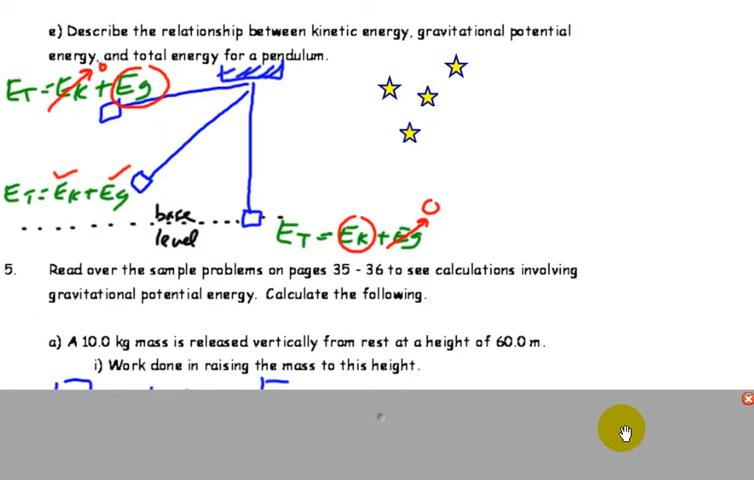 e) Describe the relationship between kinetic energy, gravitational potential
energy, and total energy for a pendulum.
ET = EK + Eg
0
ET = EK + Eg
base
level
ET = EK + Eg
0
5. Read over the sample problems on pages 35 - 36 to see calculations involving
gravitational potential energy. Calculate the following.
a) A 10.0 kg mass is released vertically from rest at a height of 60.0 m.
i) Work done in raising the mass to this height.